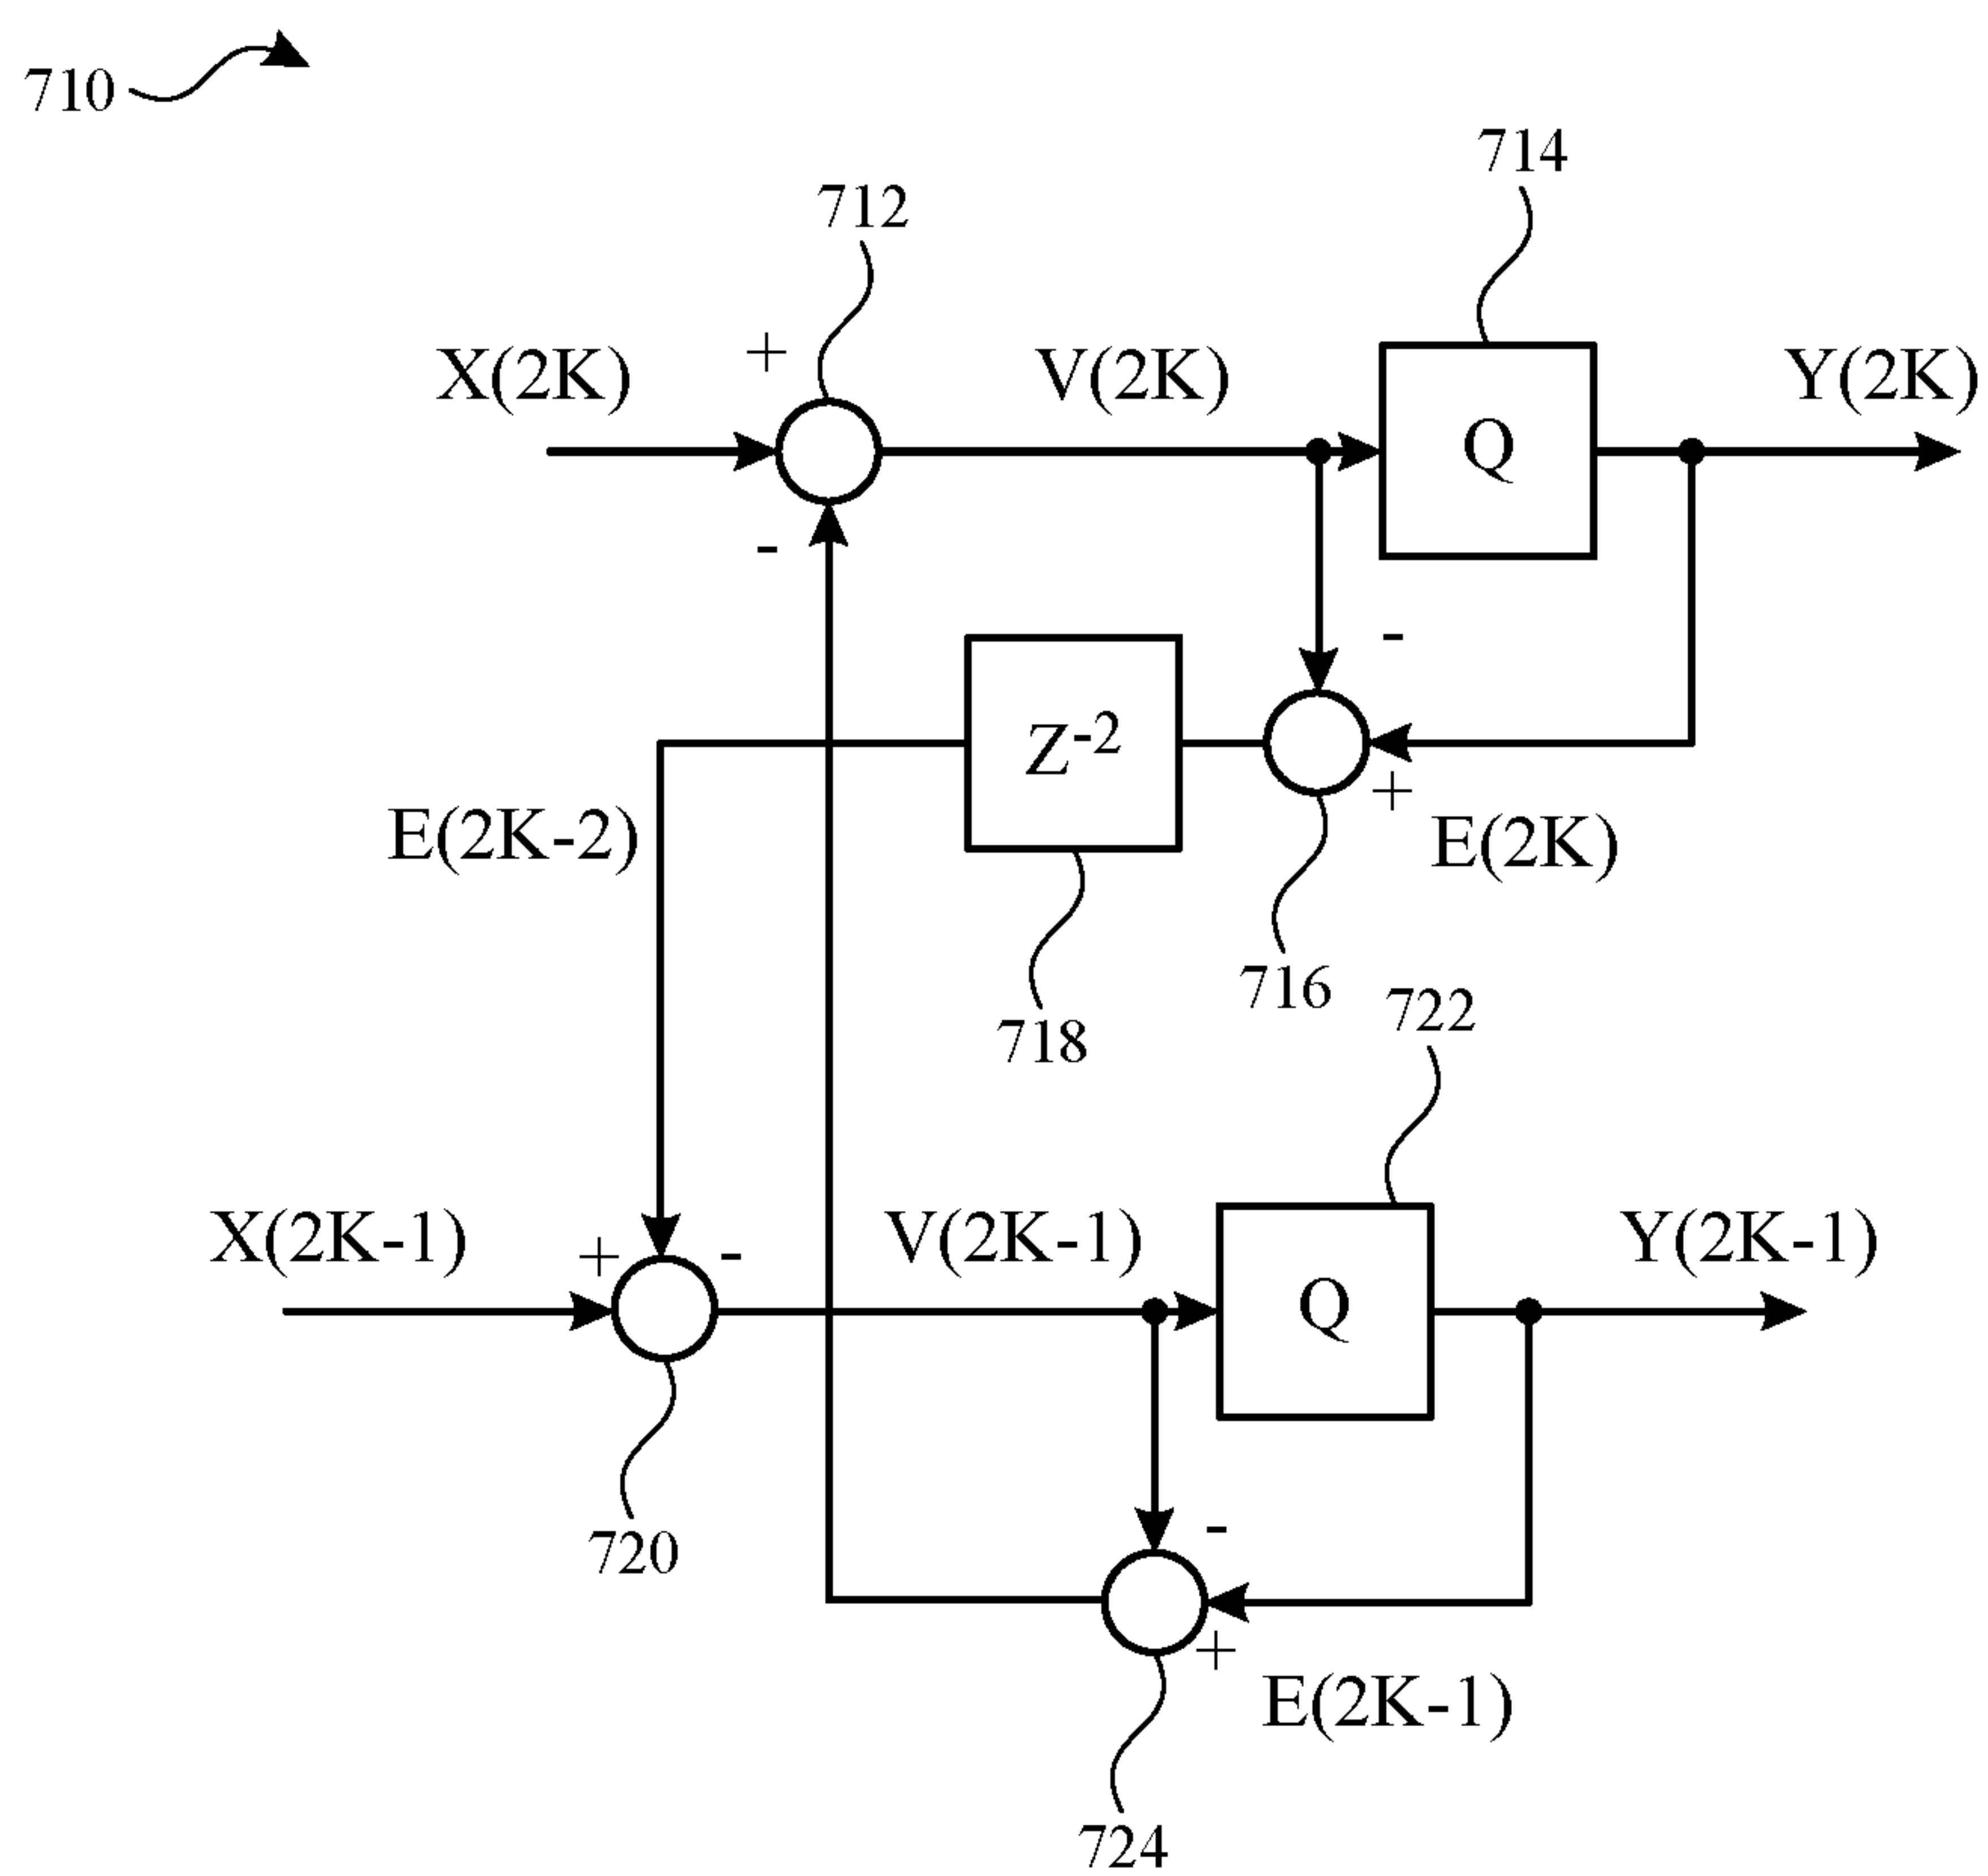 710
714
712
+
X(2K)
V(2K)
Y(2K)
Q
-
-
Z-2
+
E(2K-2)
E(2K)
716
722
718
X(2K-1)
+
-
V(2K-1)
Y(2K-1)
Q
-
720
+
E(2K-1)
724